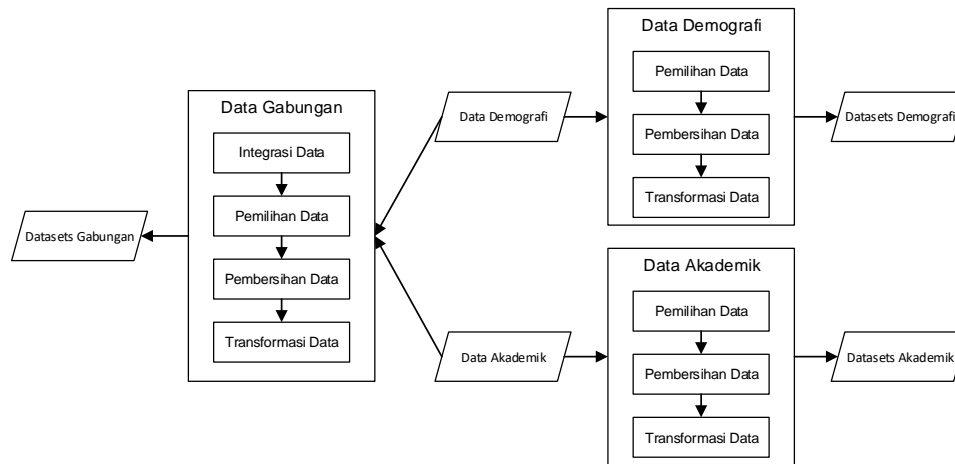 Data Gabungan
Integrasi Data
Pemilihan Data
Pembersihan Data
Transformasi Data
Datasets Gabungan
Data Demografi
Data Akademik
Data Demografi
Pemilihan Data
Pembersihan Data
Transformasi Data
Datasets Demografi
Data Akademik
Pemilihan Data
Pembersihan Data
Transformasi Data
Datasets Akademik